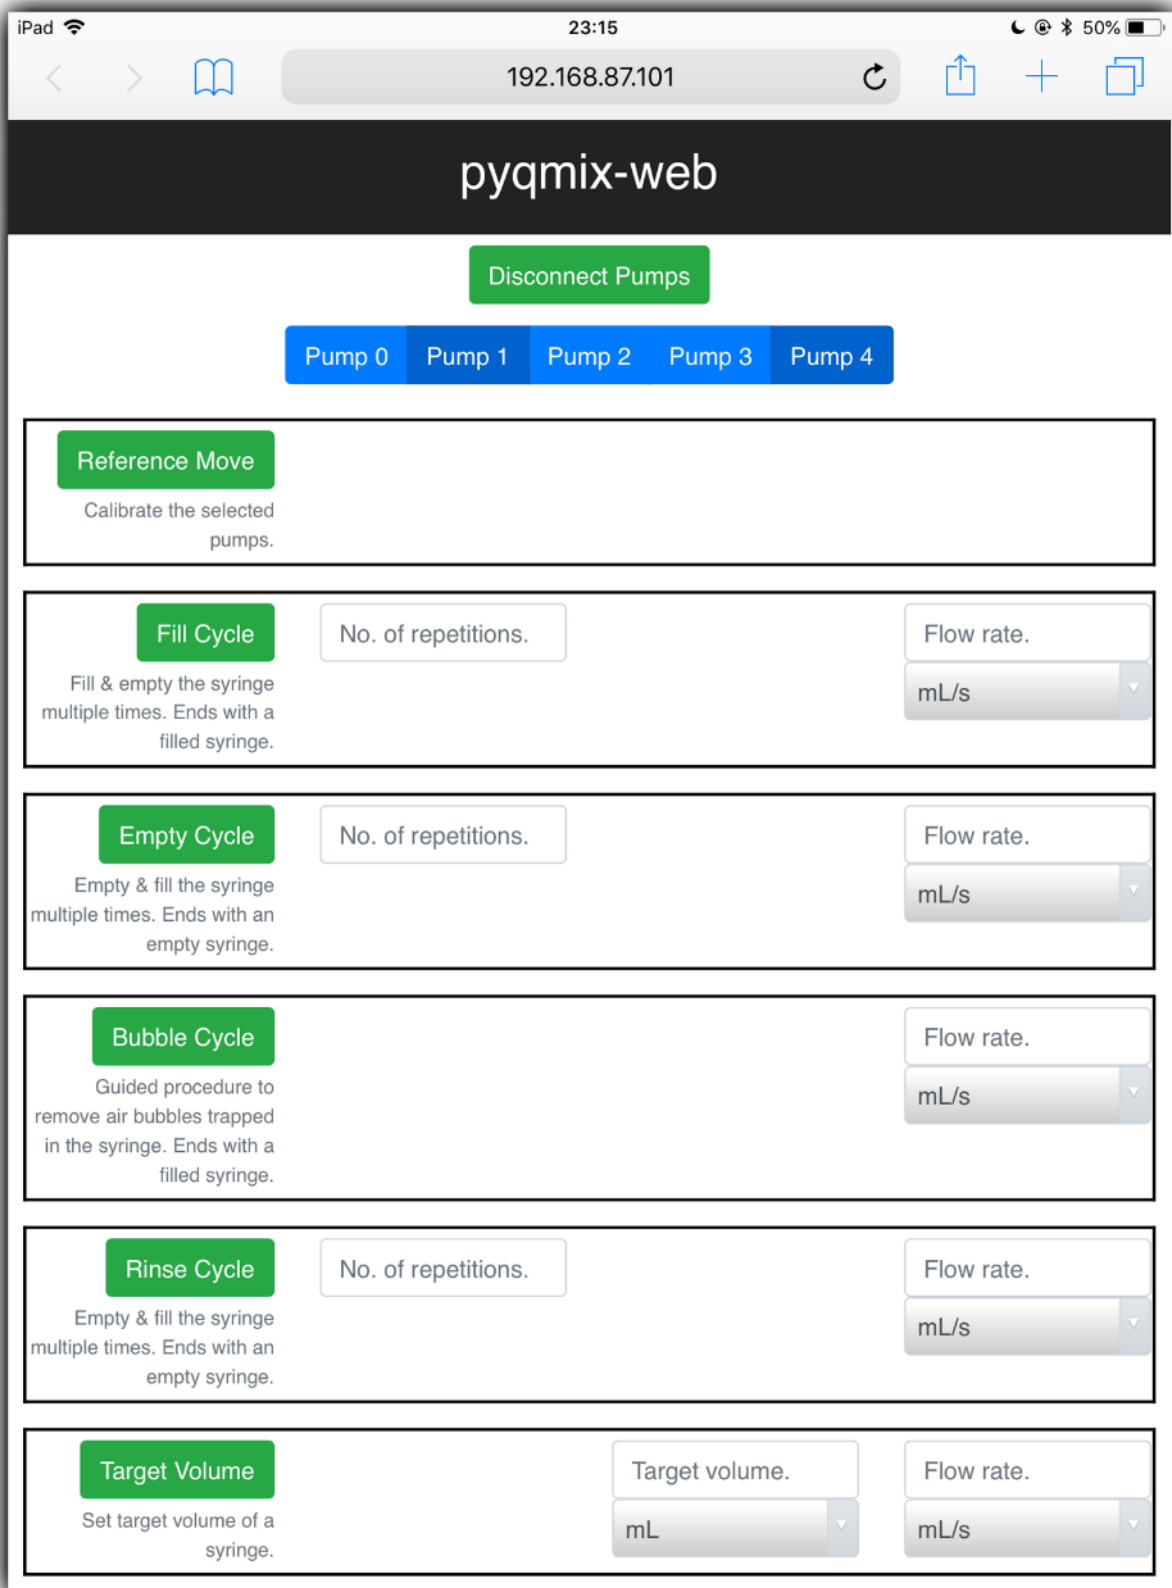 iPad 23:15 50%
192.168.87.101
pyqmix-web
Disconnect Pumps
Pump 0 Pump 1 Pump 2 Pump 3 Pump 4
Reference Move
Calibrate the selected
pumps.
Fill Cycle No. of repetitions. Flow rate.
mL/s
Fill & empty the syringe
multiple times. Ends with a
filled syringe.
Empty Cycle No. of repetitions. Flow rate.
mL/s
Empty & fill the syringe
multiple times. Ends with an
empty syringe.
Bubble Cycle Flow rate.
mL/s
Guided procedure to
remove air bubbles trapped
in the syringe. Ends with a
filled syringe.
Rinse Cycle No. of repetitions. Flow rate.
mL/s
Empty & fill the syringe
multiple times. Ends with an
empty syringe.
Target Volume Target volume. Flow rate.
mL mL/s
Set target volume of a
syringe.